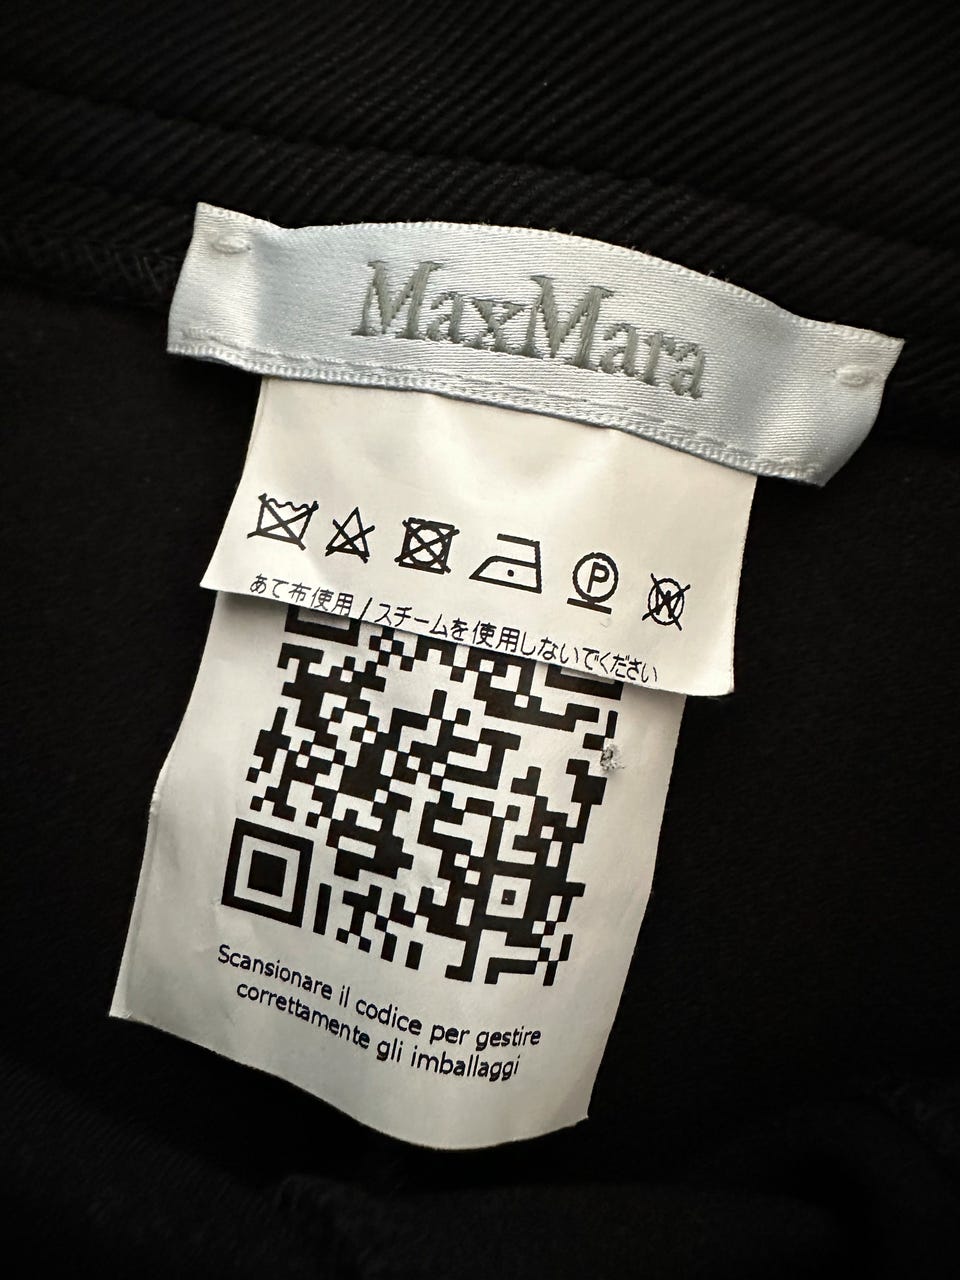 MaxMara
P
W
あて布使用/スチームを使用しないでください
Scansionare il codice per gestire
correttamente gli imballaggi